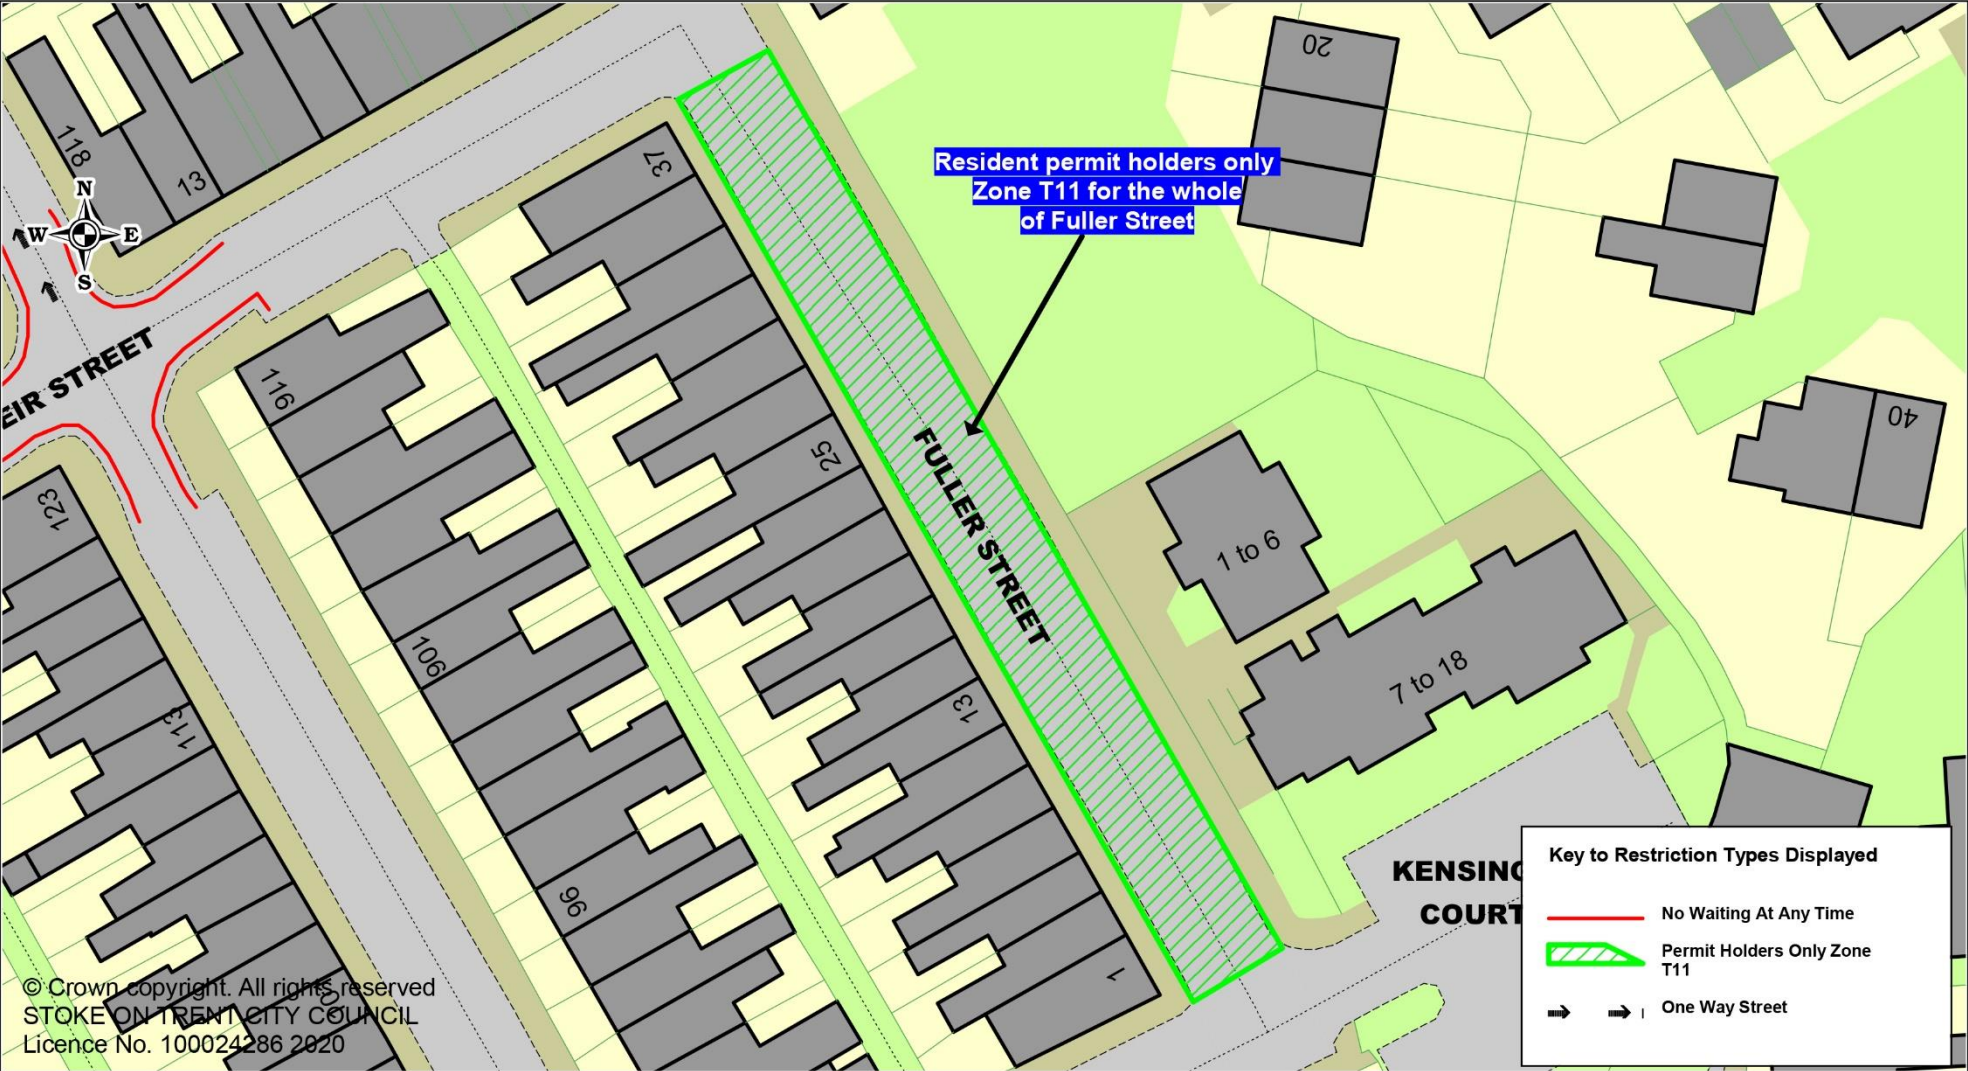 20
118
13
37
Resident permit holders only
Zone T11 for the whole
of Fuller Street
N
W
E
S
EIR STREET
116
40
25
123
FULLER STREET
1 to 6
106
7 to 18
13
113
96
KENSING
COURT
1
Key to Restriction Types Displayed
No Waiting At Any Time
Permit Holders Only Zone
T11
One Way Street
© Crown copyright. All rights reserved
STOKE ON TRENT CITY COUNCIL
Licence No. 100024286 2020